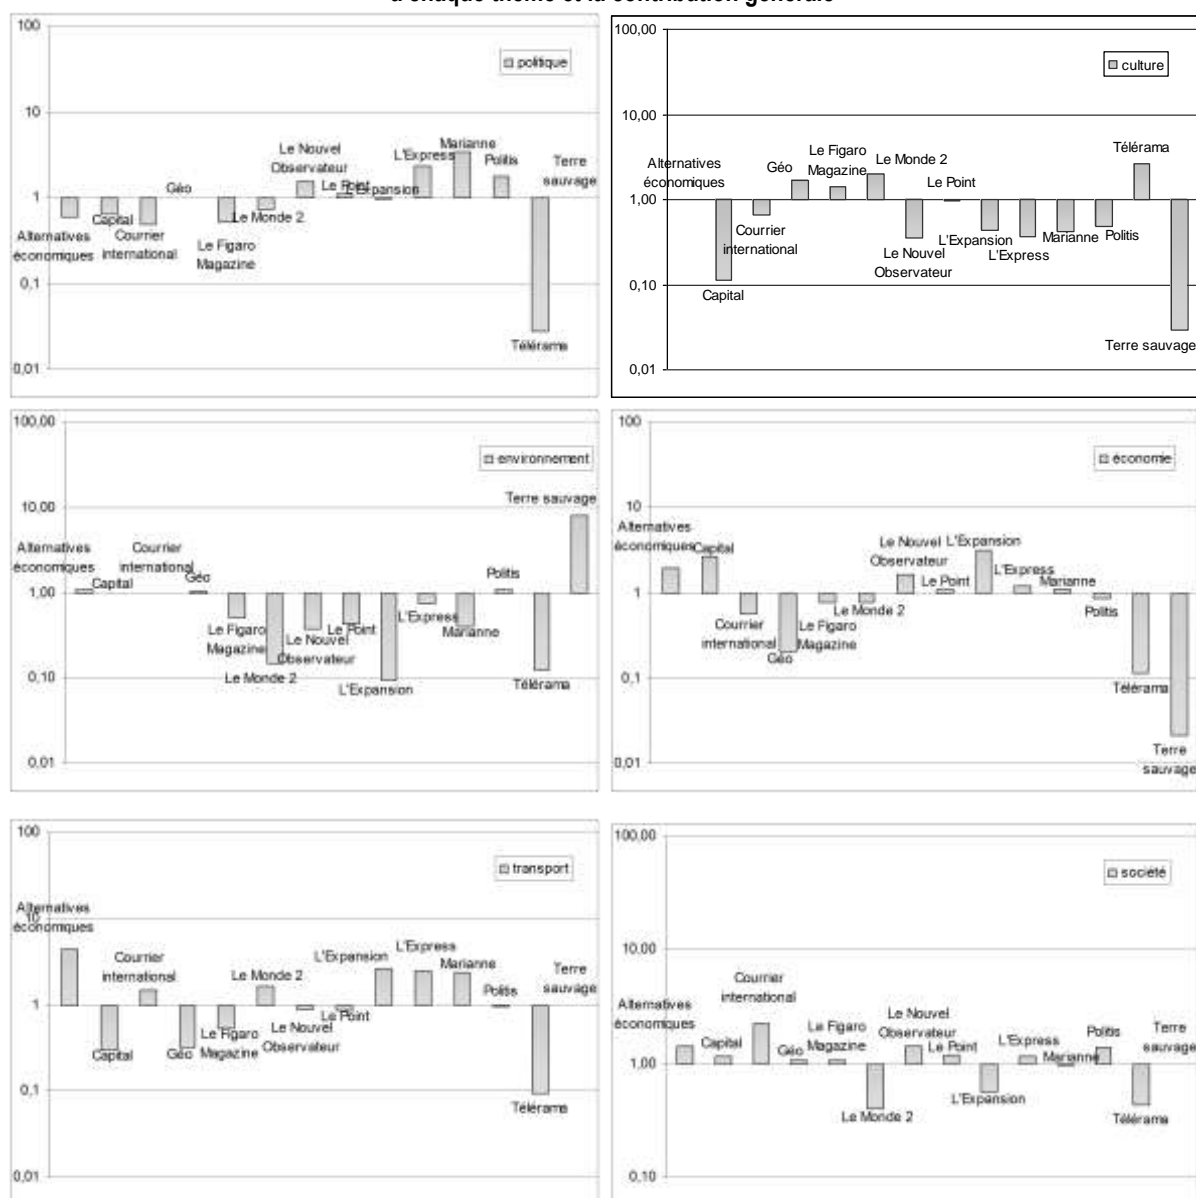 à chaque thème et la contribution générale
100
10
1
0,1
0,01
politique
Alternatives
économiques
Capital
Courrier
international
Géo
Le Figaro
Magazine
Le Monde 2
Le Nouvel
Observateur
Le Point
L'Expansion
L'Express
Marianne
Politis
Télérama
Terre
sauvage
100,00
10,00
1,00
0,10
0,01
culture
Alternatives
économiques
Capital
Courrier
international
Géo
Le Figaro
Magazine
Le Monde 2
Le Nouvel
Observateur
Le Point
L'Expansion
L'Express
Marianne
Politis
Télérama
Terre sauvage
100,00
10,00
1,00
0,10
0,01
environnement
Alternatives
économiques
Capital
Courrier
international
Géo
Le Figaro
Magazine
Le Monde 2
Le Nouvel
Observateur
Le Point
L'Expansion
L'Express
Marianne
Politis
Télérama
Terre sauvage
100
10
1
0,1
0,01
économie
Alternatives
économiques
Capital
Courrier
international
Géo
Le Figaro
Magazine
Le Monde 2
Le Nouvel
Observateur
Le Point
L'Expansion
L'Express
Marianne
Politis
Télérama
Terre
sauvage
100
10
1
0,1
0,01
transport
Alternatives
économiques
Capital
Courrier
international
Géo
Le Figaro
Magazine
Le Monde 2
Le Nouvel
Observateur
Le Point
L'Expansion
L'Express
Marianne
Politis
Télérama
Terre
sauvage
100,00
10,00
1,00
0,10
société
Alternatives
économiques
Capital
Courrier
international
Géo
Le Figaro
Magazine
Le Monde 2
Le Nouvel
Observateur
Le Point
L'Expansion
L'Express
Marianne
Politis
Télérama
Terre
sauvage